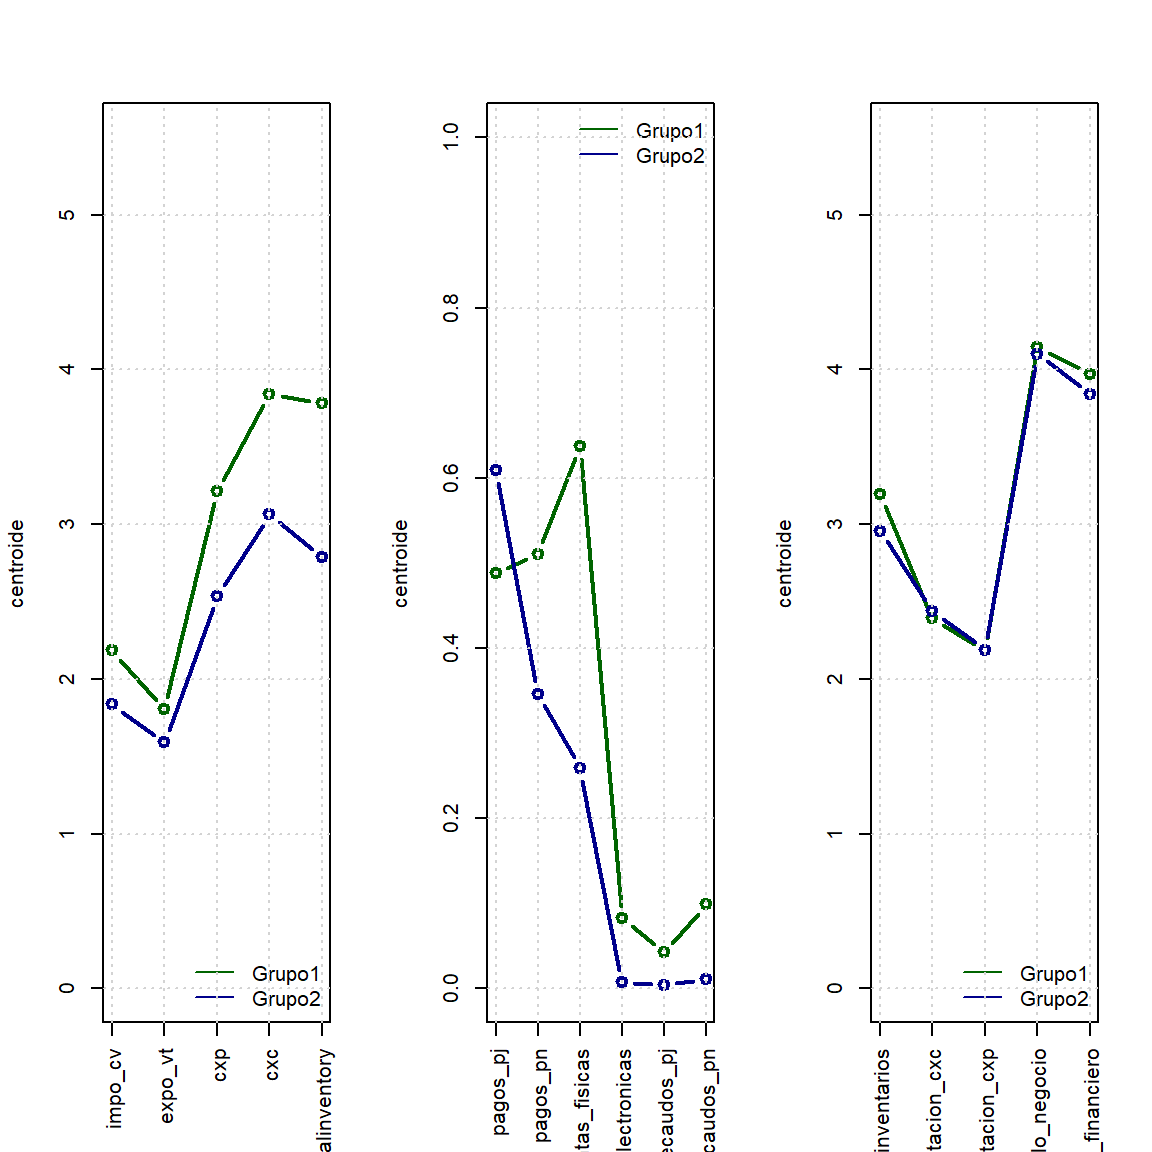 centroide
5
4
3
2
1
0
Grupo1
Grupo2
impo_cv
expo_vt
cxp
cxc
alinventory
centroide
1.0
0.8
0.6
0.4
0.2
0.0
Grupo1
Grupo2
pagos_pj
pagos_pn
tas_fisicas
lectronicas
ecaudos_pj
caudos_pn
centroide
5
4
3
2
1
0
Grupo1
Grupo2
inventarios
tacion_cxc
tacion_cxp
lo_negocio
_financiero